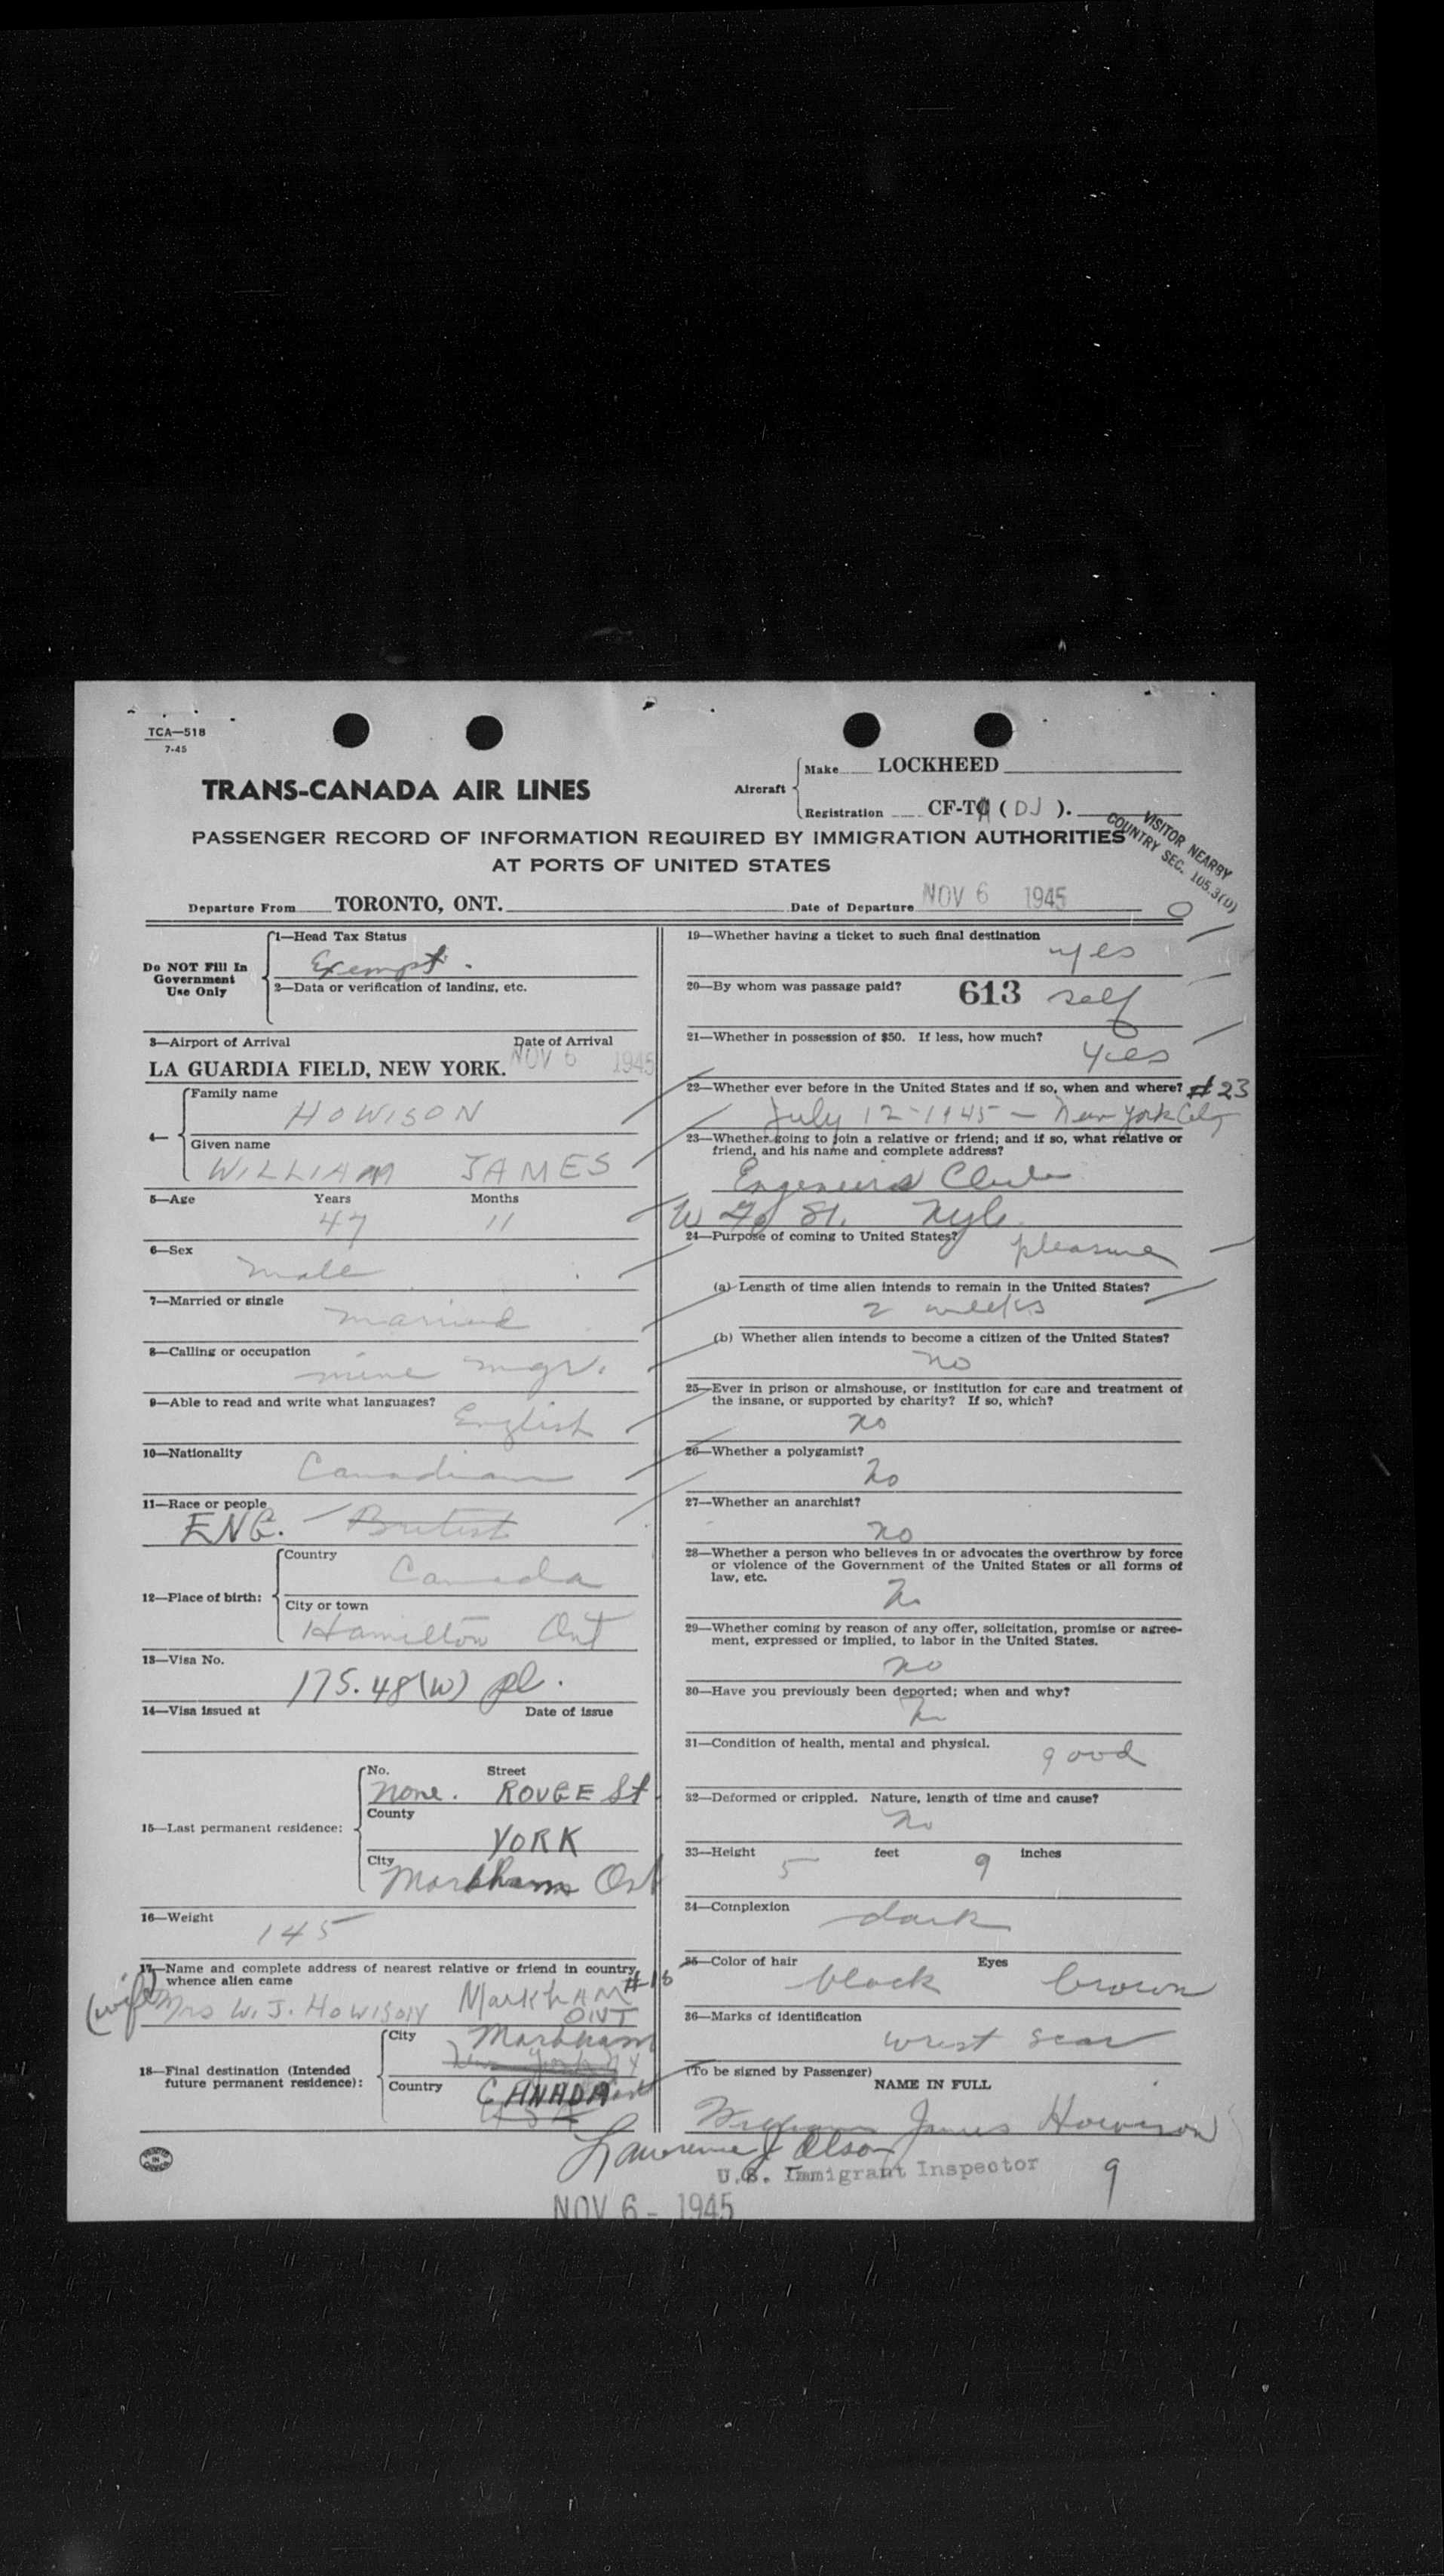 TCA—518
7-45
TRANS-CANADA AIR LINES
Aircraft
Make LOCKHEED
Registration CF-TC (DJ).
PASSENGER RECORD OF INFORMATION REQUIRED BY IMMIGRATION AUTHORITIES
AT PORTS OF UNITED STATES
VISITOR NEARBY
COUNTRY SEC. 105.3(D)
Departure From TORONTO, ONT. Date of Departure NOV 6 1945
Do NOT Fill In
Government
Use Only
1—Head Tax Status
Exempt.
2—Data or verification of landing, etc.
3—Airport of Arrival Date of Arrival
LA GUARDIA FIELD, NEW YORK. NOV 6 1945
4—
Family name
HOWISON
Given name
WILLIAM JAMES
5—Age Years Months
47 11
6—Sex
male
7—Married or single
married
8—Calling or occupation
mine mgr.
9—Able to read and write what languages?
English
10—Nationality
Canadian
11—Race or people
ENG. British
12—Place of birth:
Country
Canada
City or town
Hamilton Ont
13—Visa No.
175.48(W) pl.
14—Visa issued at Date of issue
15—Last permanent residence:
No. Street
none. ROUGE St
County
YORK
City
Markham Ont
16—Weight
145
17—Name and complete address of nearest relative or friend in country
whence alien came
#18
(wife) Mrs W. J. HOWISON MarkHAM
ONT
18—Final destination (Intended
future permanent residence):
City Markham
New York NY
Country CANADA
USA
19—Whether having a ticket to such final destination
yes
20—By whom was passage paid? 613 self
21—Whether in possession of $50. If less, how much?
yes
22—Whether ever before in the United States and if so, when and where? #23
July 12-1945 — New York City
23—Whether going to join a relative or friend; and if so, what relative or
friend, and his name and complete address?
Engeneirs Club
W 40 St. Nyc.
24—Purpose of coming to United States?
pleasure
(a) Length of time alien intends to remain in the United States?
2 weeks
(b) Whether alien intends to become a citizen of the United States?
no
25—Ever in prison or almshouse, or institution for care and treatment of
the insane, or supported by charity? If so, which?
no
26—Whether a polygamist?
no
27—Whether an anarchist?
no
28—Whether a person who believes in or advocates the overthrow by force
or violence of the Government of the United States or all forms of
law, etc.
no
29—Whether coming by reason of any offer, solicitation, promise or agree-
ment, expressed or implied, to labor in the United States.
no
30—Have you previously been deported; when and why?
no
31—Condition of health, mental and physical.
good
32—Deformed or crippled. Nature, length of time and cause?
no
33—Height 5 feet 9 inches
34—Complexion
dark
35—Color of hair Eyes
black brown
36—Marks of identification
wrist scar
(To be signed by Passenger)
NAME IN FULL
William James Howison
Lawrence J Olson
U.S. Immigrant Inspector
9
NOV 6 - 1945